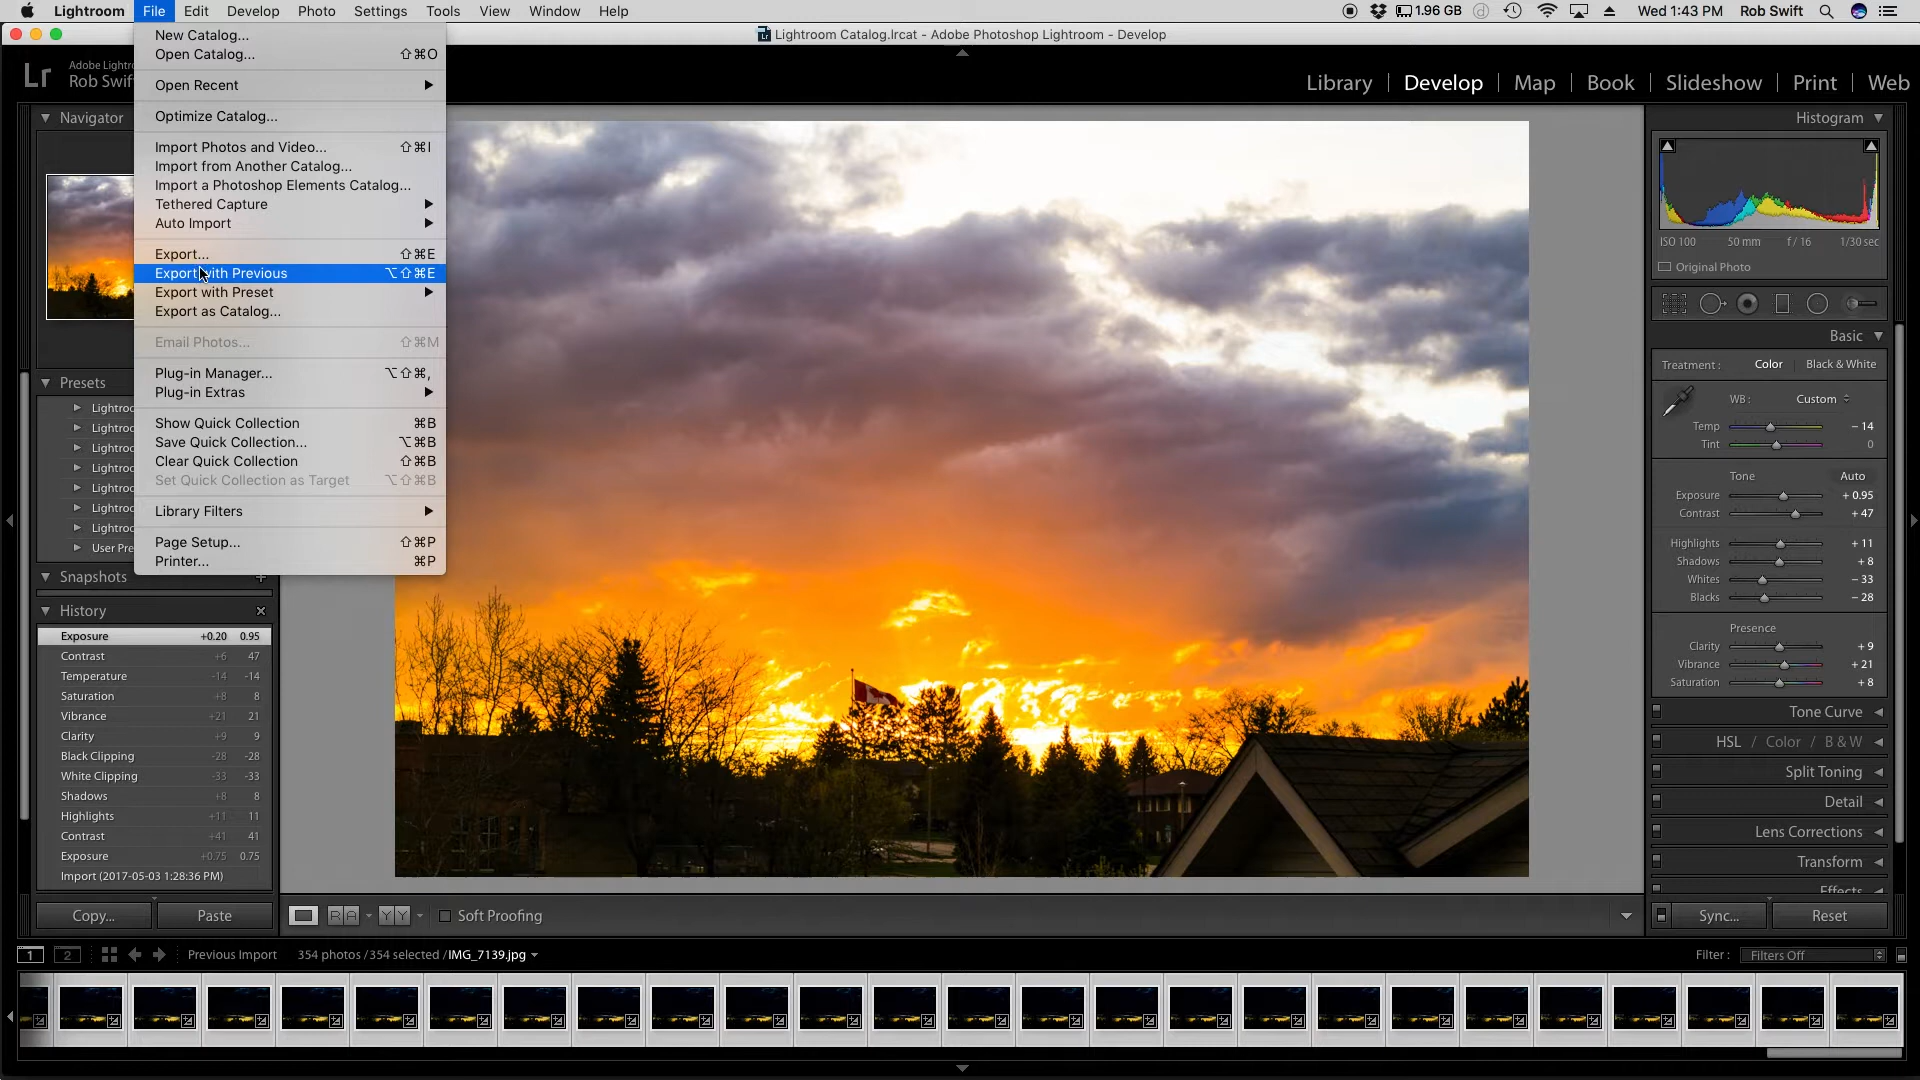 Lightroom File Edit Develop Photo Settings Tools View Window Help 1.96 GB Wed 1:43 PM Rob Swift
Lightroom Catalog.lrcat - Adobe Photoshop Lightroom - Develop
Lr
Rob
Library Develop Map Book Slideshow Print Web
New Catalog...
Open Catalog... ⇧⌘O
Open Recent
Optimize Catalog...
Import Photos and Video... ⇧⌘I
Import from Another Catalog...
Import a Photoshop Elements Catalog...
Tethered Capture
Auto Import
Export... ⇧⌘E
Export with Previous ⌥⇧⌘E
Export with Preset
Export as Catalog...
Email Photos... ⇧⌘M
Plug-in Manager... ⌥⇧⌘,
Plug-in Extras
Show Quick Collection ⌘B
Save Quick Collection... ⌥⌘B
Clear Quick Collection ⇧⌘B
Set Quick Collection as Target ⌥⇧⌘B
Library Filters
Page Setup... ⇧⌘P
Printer... ⌘P
Navigator
Presets
User
Snapshots +
History
Exposure +0.20 0.95
Contrast +6 47
Temperature -14 -14
Saturation +8 8
Vibrance +21 21
Clarity +9 9
Black Clipping -28 -28
White Clipping -33 -33
Shadows +8 8
Highlights +11 11
Contrast +41 41
Exposure +0.75 0.75
Import (2017-05-03 1:28:36 PM)
Copy... Paste
R A Y Y Soft Proofing
Histogram
ISO 100 50 mm f / 16 1/30 sec
Original Photo
Basic
Treatment : Color Black & White
WB : Custom
Temp - 14
Tint 0
Tone Auto
Exposure + 0.95
Contrast + 47
Highlights + 11
Shadows + 8
Whites - 33
Blacks - 28
Presence
Clarity + 9
Vibrance + 21
Saturation + 8
Tone Curve
HSL / Color / B & W
Split Toning
Detail
Lens Corrections
Transform
Effects
Sync... Reset
1 2 Previous Import 354 photos / 354 selected / IMG_7139.jpg Filter : Filters Off